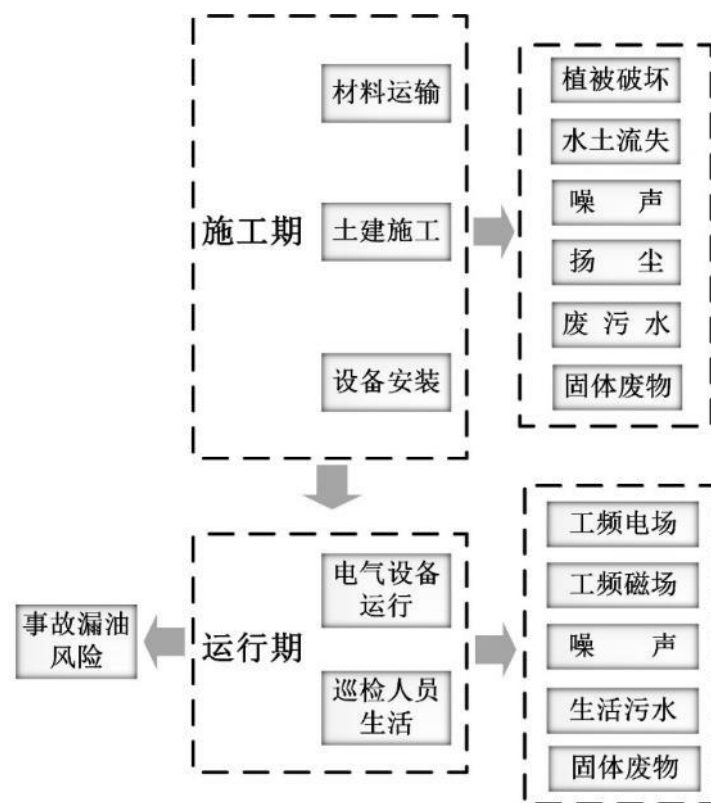 材料运输
施工期
土建施工
设备安装
植被破坏
水土流失
噪 声
扬 尘
废 污 水
固体废物
事故漏油
风险
运行期
电气设备
运行
巡检人员
生活
工频电场
工频磁场
噪 声
生活污水
固体废物